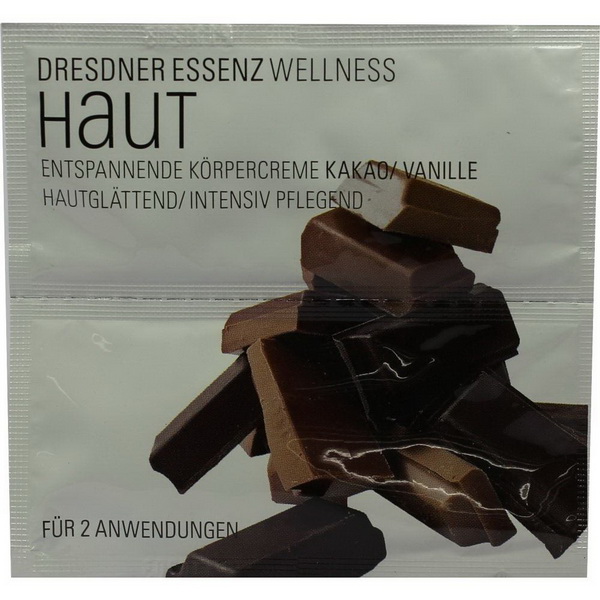 DRESDNER ESSENZ WELLNESS
HAUT
ENTSPANNENDE KÖRPERCREME KAKAO/ VANILLE
HAUTGLÄTTEND/ INTENSIV PFLEGEND
FÜR 2 ANWENDUNGEN